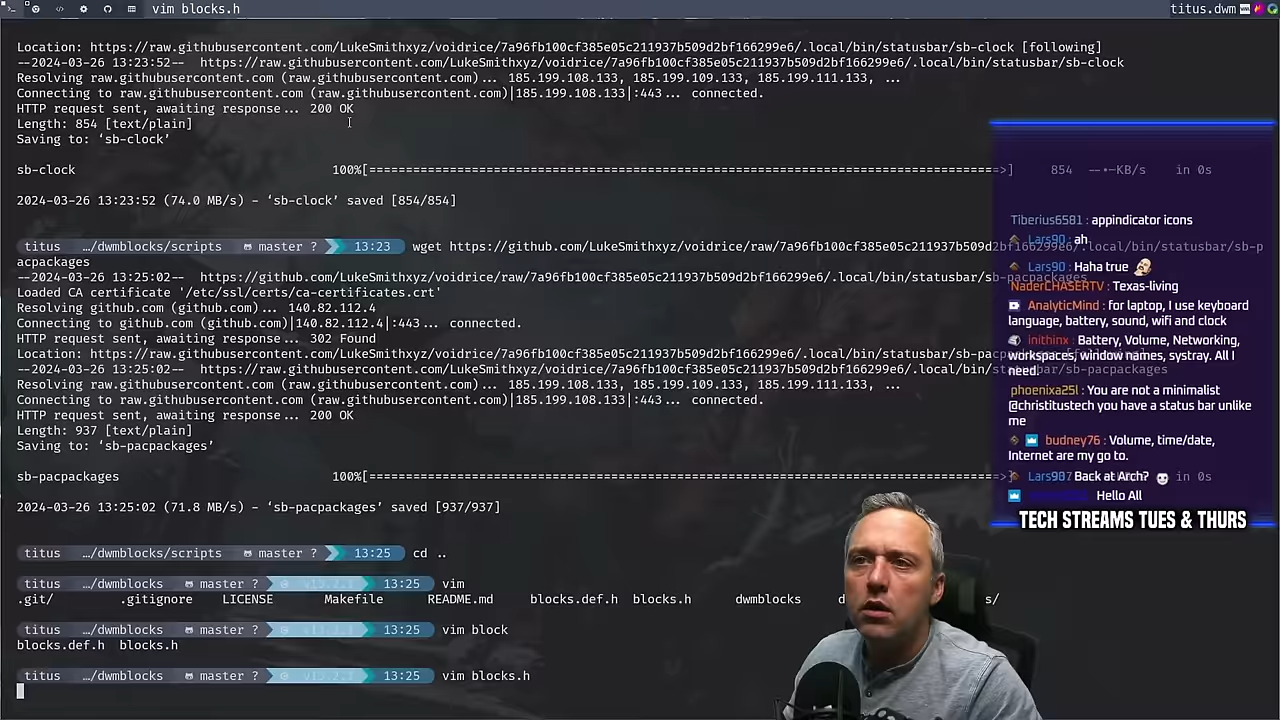 vim blocks.h
titus.dwm
Location: https://raw.githubusercontent.com/LukeSmithxyz/voidrice/7a96fb100cf385e05c211937b509d2bf166299e6/.local/bin/statusbar/sb-clock [following]
--2024-03-26 13:23:52--  https://raw.githubusercontent.com/LukeSmithxyz/voidrice/7a96fb100cf385e05c211937b509d2bf166299e6/.local/bin/statusbar/sb-clock
Resolving raw.githubusercontent.com (raw.githubusercontent.com)... 185.199.108.133, 185.199.109.133, 185.199.111.133, ...
Connecting to raw.githubusercontent.com (raw.githubusercontent.com)|185.199.108.133|:443... connected.
HTTP request sent, awaiting response... 200 OK
Length: 854 [text/plain]
Saving to: ‘sb-clock’
sb-clock 100%[===================================================================================================>] 854 --.-KB/s in 0s
2024-03-26 13:23:52 (74.0 MB/s) - ‘sb-clock’ saved [854/854]
titus …/dwmblocks/scripts master ? 13:23 wget https://github.com/LukeSmithxyz/voidrice/raw/7a96fb100cf385e05c211937b509d2bf166299e6/.local/bin/statusbar/sb-p
acpackages
--2024-03-26 13:25:02--  https://github.com/LukeSmithxyz/voidrice/raw/7a96fb100cf385e05c211937b509d2bf166299e6/.local/bin/statusbar/sb-pacpackages
Loaded CA certificate '/etc/ssl/certs/ca-certificates.crt'
Resolving github.com (github.com)... 140.82.112.4
Connecting to github.com (github.com)|140.82.112.4|:443... connected.
HTTP request sent, awaiting response... 302 Found
Location: https://raw.githubusercontent.com/LukeSmithxyz/voidrice/7a96fb100cf385e05c211937b509d2bf166299e6/.local/bin/statusbar/sb-pacpackages
--2024-03-26 13:25:02--  https://raw.githubusercontent.com/LukeSmithxyz/voidrice/7a96fb100cf385e05c211937b509d2bf166299e6/.local/bin/statusbar/sb-pacpackages
Resolving raw.githubusercontent.com (raw.githubusercontent.com)... 185.199.108.133, 185.199.109.133, 185.199.111.133, ...
Connecting to raw.githubusercontent.com (raw.githubusercontent.com)|185.199.108.133|:443... connected.
HTTP request sent, awaiting response... 200 OK
Length: 937 [text/plain]
Saving to: ‘sb-pacpackages’
sb-pacpackages 100%[===================================================================================================>] in 0s
2024-03-26 13:25:02 (71.8 MB/s) - ‘sb-pacpackages’ saved [937/937]
titus …/dwmblocks/scripts master ? 13:25 cd ..
titus …/dwmblocks master ? 13:25 vim
.git/ .gitignore LICENSE Makefile README.md blocks.def.h blocks.h dwmblocks
titus …/dwmblocks master ? 13:25 vim block
blocks.def.h blocks.h
titus …/dwmblocks master ? 13:25 vim blocks.h
Tiberius6581 : appindicator icons
Lars90 : ah
Lars90 : Haha true
NaderCHASERTV : Texas-living
AnalyticMind : for laptop, I use keyboard
language, battery, sound, wifi and clock
inithinx : Battery, Volume, Networking,
workspaces, window names, systray. All I
need.
phoenixa25l : You are not a minimalist
@christitustech you have a status bar unlike
me
budney76 : Volume, time/date,
Internet are my go to.
Lars90 : Back at Arch?
Hello All
TECH STREAMS TUES & THURS